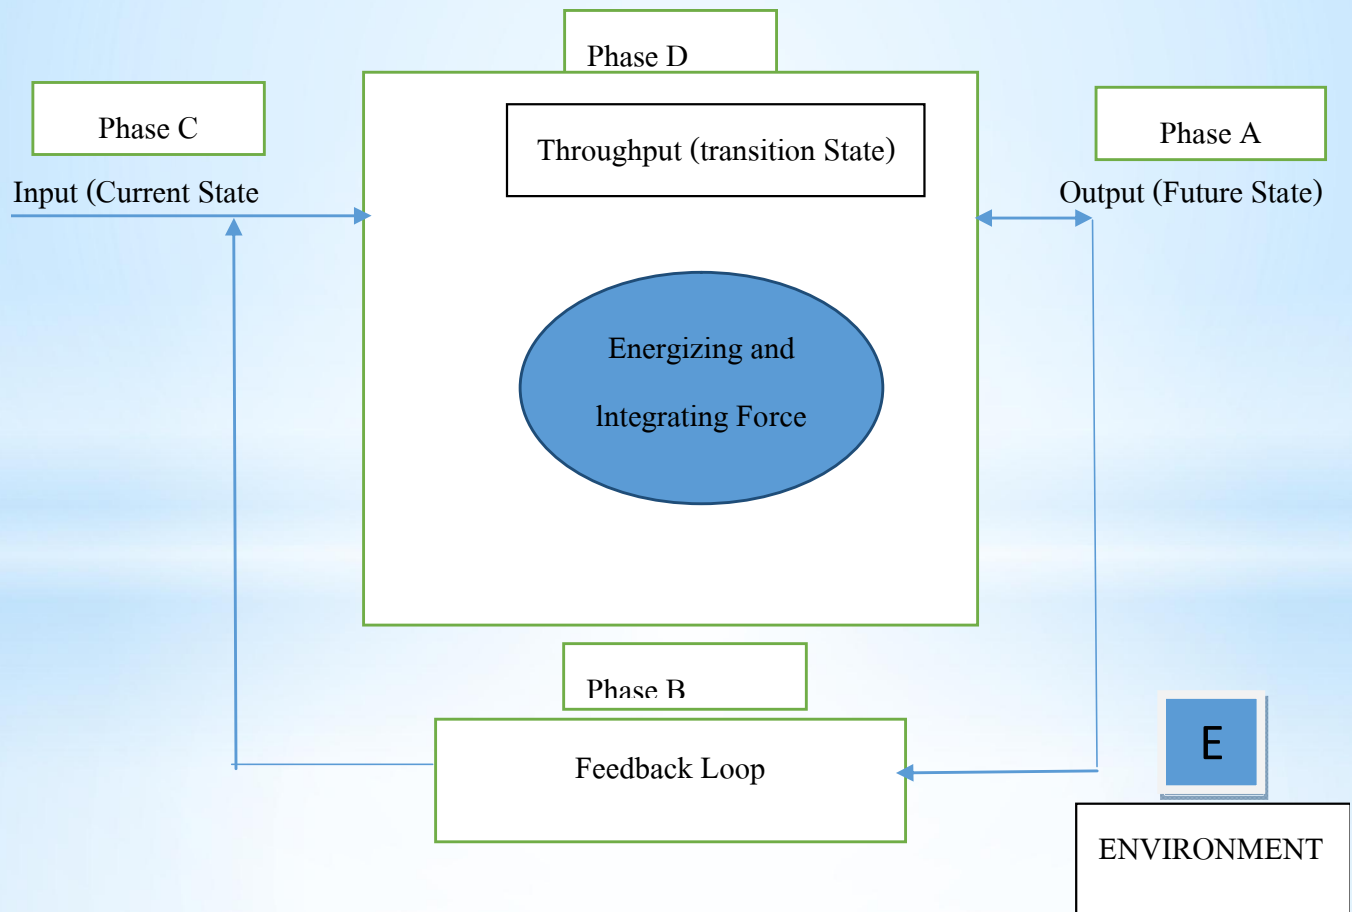 Phase D
Phase C
Phase A
Throughput (transition State)
Input (Current State
Output (Future State)
Energizing and
lntegrating Force
Phase B
Feedback Loop
E
ENVIRONMENT